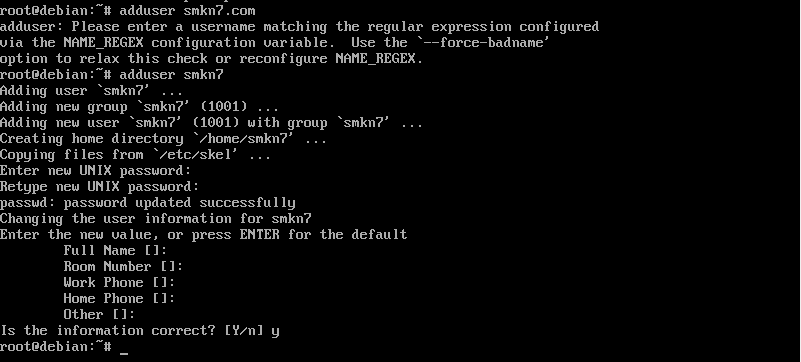 root@debian:~# adduser smkn7.com
adduser: Please enter a username matching the regular expression configured
via the NAME_REGEX configuration variable.  Use the `--force-badname'
option to relax this check or reconfigure NAME_REGEX.
root@debian:~# adduser smkn7
Adding user `smkn7' ...
Adding new group `smkn7' (1001) ...
Adding new user `smkn7' (1001) with group `smkn7' ...
Creating home directory `/home/smkn7' ...
Copying files from `/etc/skel' ...
Enter new UNIX password:
Retype new UNIX password:
passwd: password updated successfully
Changing the user information for smkn7
Enter the new value, or press ENTER for the default
        Full Name []:
        Room Number []:
        Work Phone []:
        Home Phone []:
        Other []:
Is the information correct? [Y/n] y
root@debian:~# _